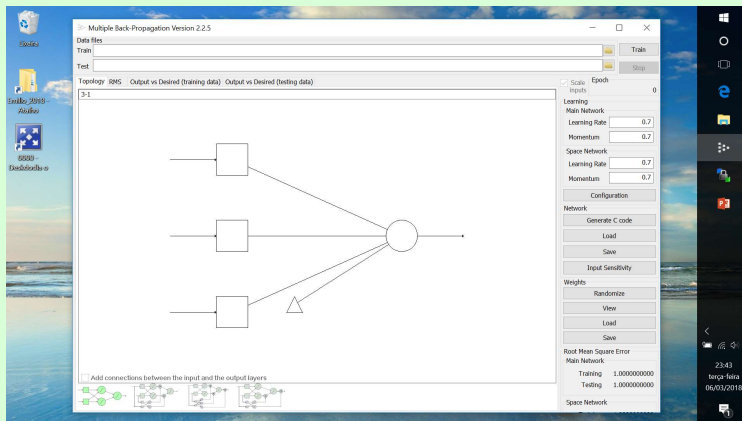 Multiple Back-Propagation Version 2.2.5
Data files
Train
Train
Test
Stop
Topology RMS Output vs Desired (training data) Output vs Desired (testing data)
Scale inputs
Epoch
0
3-1
Learning
Main Network
Learning Rate 0.7
Momentum 0.7
Space Network
Learning Rate 0.7
Momentum 0.7
Configuration
Network
Generate C code
Load
Save
Input Sensitivity
Weights
Randomize
View
Load
Save
Root Mean Square Error
Main Network
Training 1.0000000000
Testing 1.0000000000
Space Network
Add connections between the input and the output layers
23:43
terça-feira
06/03/2018